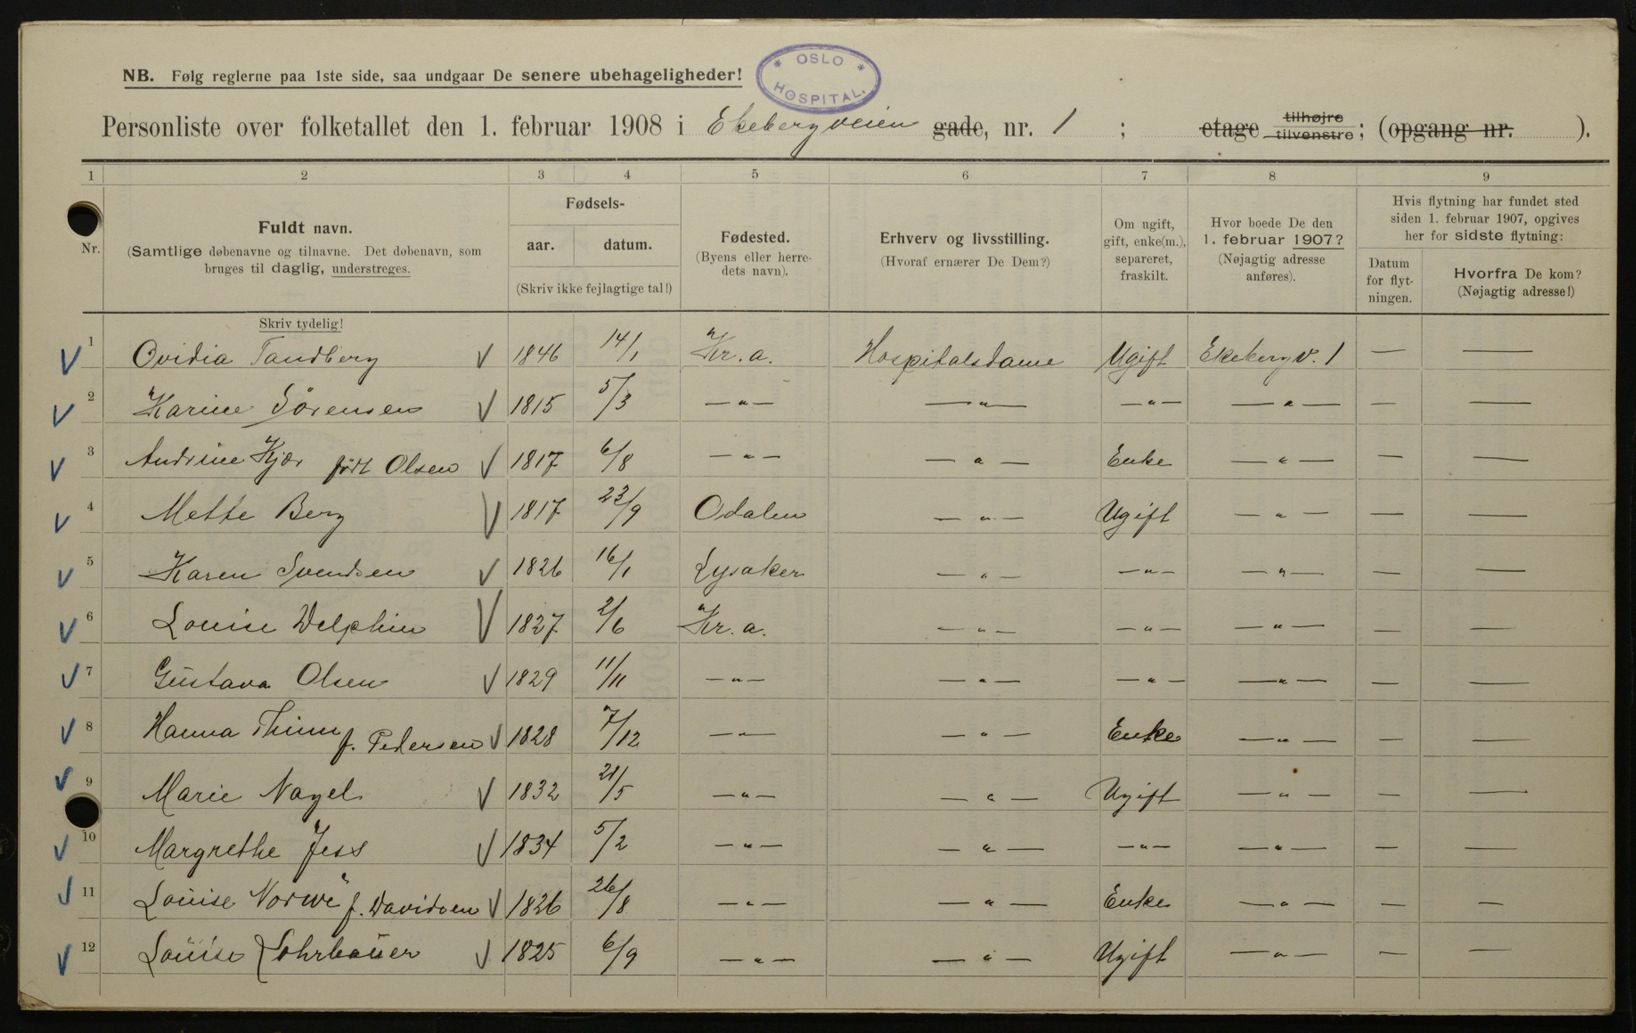 NB. Følg reglerne paa 1ste side, saa undgaar De senere ubehageligheder!
* OSLO * HOSPITAL.
Personliste over folketallet den 1. februar 1908 i Ekebergveien gade, nr. 1 ; etage tilhøjre tilvenstre; (opgang nr. ).
1 2 3 4 5 6 7 8 9
Nr.
Fuldt navn.
(Samtlige døbenavne og tilnavne. Det døbenavn, som
bruges til daglig, understreges.
Skriv tydelig!
Fødsels-
aar. datum.
(Skriv ikke fejlagtige tal!)
Fødested.
(Byens eller herre-
dets navn).
Erhverv og livsstilling.
(Hvoraf ernærer De Dem?)
Om ugift,
gift, enke(m.),
separeret,
fraskilt.
Hvor boede De den
1. februar 1907?
(Nøjagtig adresse
anføres).
Hvis flytning har fundet sted
siden 1. februar 1907, opgives
her for sidste flytning:
Datum
for flyt-
ningen.
Hvorfra De kom?
(Nøjagtig adresse!)
1 Ovidia Tandberg 1846 14/1 Kr.a. Hospitalsdame Ugift Ekebergv. 1 — —
2 Karine Sørensen 1815 5/3 —„— —„— —„— —„— — —
3 Andrine Kjær født Olsen 1817 6/8 —„— —„— Enke —„— — —
4 Mette Berg 1817 23/9 Odalen —„— Ugift —„— — —
5 Karen Svendsen 1826 16/1 Lysaker —„— —„— —„— — —
6 Louise Delphin 1827 2/6 Kr.a. —„— —„— —„— — —
7 Gustava Olsen 1829 11/11 —„— —„— —„— —„— — —
8 Hanna Thum f. Pedersen 1828 7/12 —„— —„— Enke —„— — —
9 Marie Nagel 1832 21/5 —„— —„— Ugift —„— — —
10 Margrethe Jess 1834 5/2 —„— —„— —„— —„— — —
11 Louise Norwe f. Davidsen 1826 26/8 —„— —„— Enke —„— — —
12 Louise Lohrbauer 1825 6/9 —„— —„— Ugift —„— — —